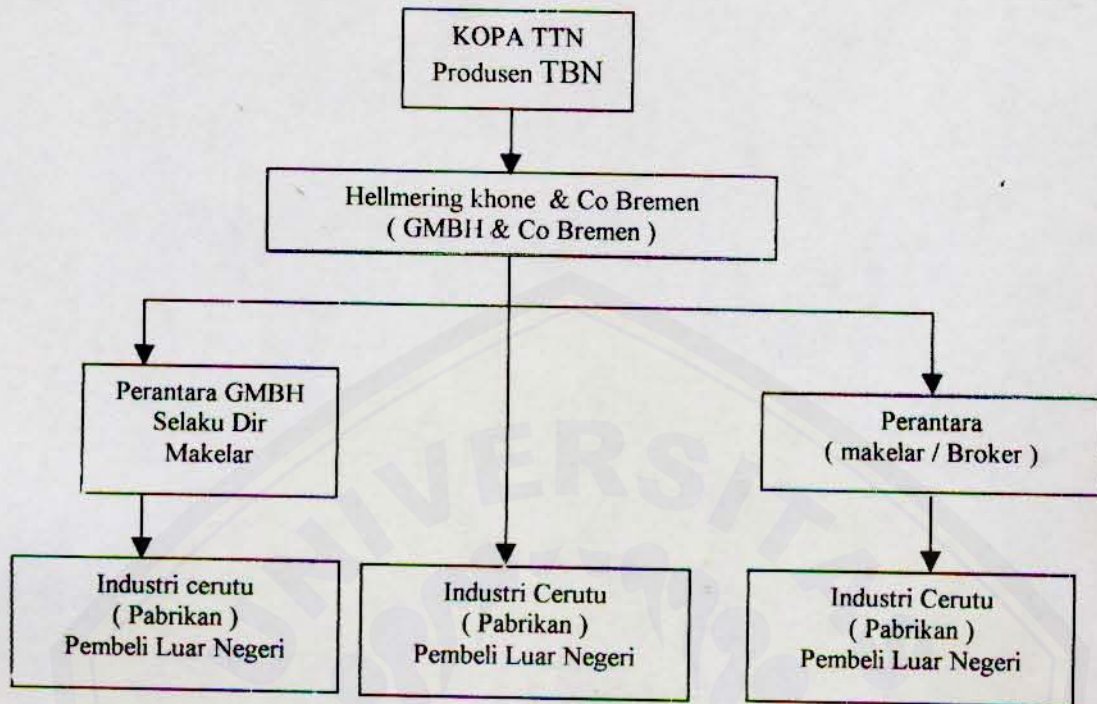 KOPA TTN
Produsen TBN
Hellmering khone & Co Bremen
( GMBH & Co Bremen )
Perantara GMBH
Selaku Dir
Makelar
Perantara
( makelar / Broker )
Industri cerutu
( Pabrikan )
Pembeli Luar Negeri
Industri Cerutu
( Pabrikan )
Pembeli Luar Negeri
Industri Cerutu
( Pabrikan )
Pembeli Luar Negeri
UNIVERSITA